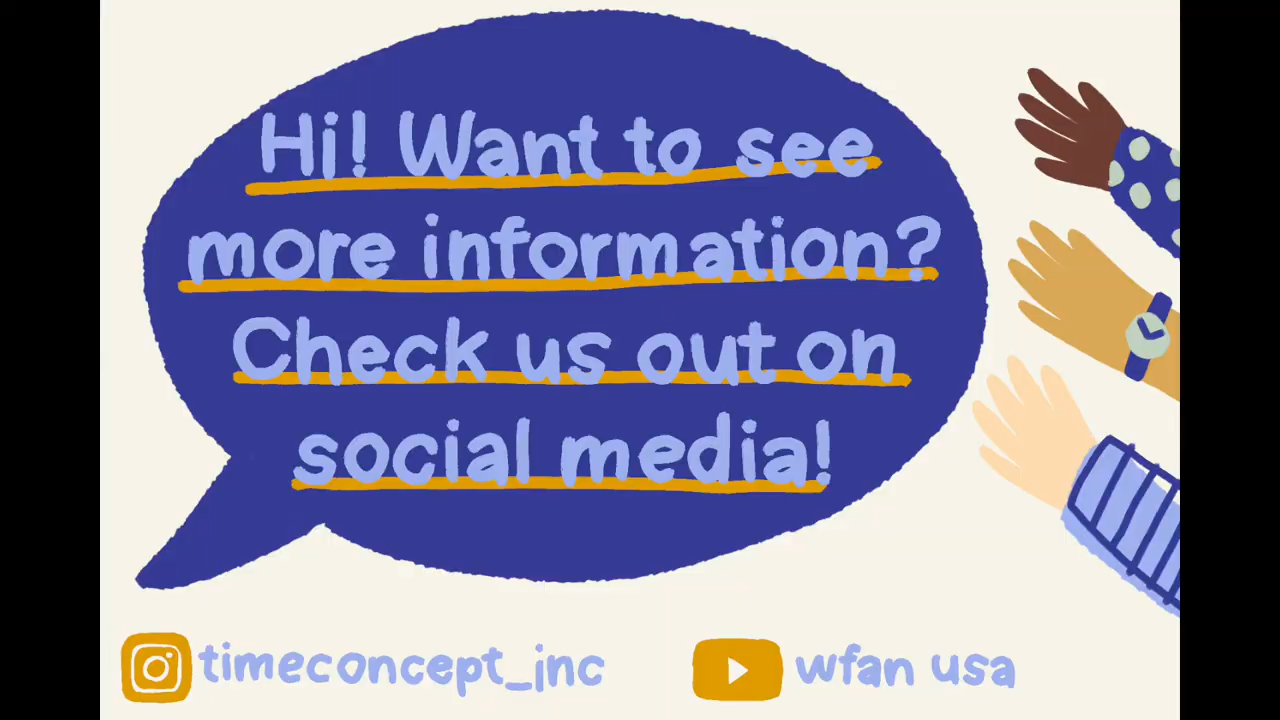 Hi! Want to see
more information?
Check us out on
social media!
timeconcept_inc
wfan usa